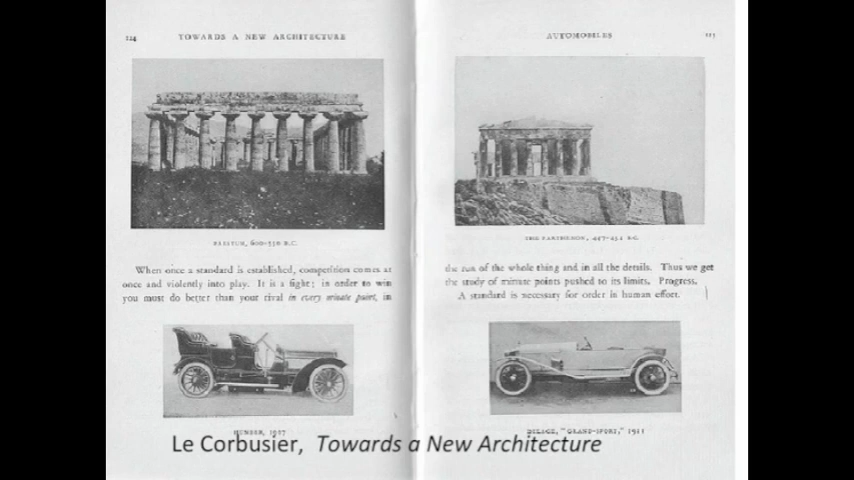 124 TOWARDS A NEW ARCHITECTURE
PAESTUM, 600-550 B.C.
When once a standard is established, competition comes at
once and violently into play. It is a fight; in order to win
you must do better than your rival in every minute point, in
HUMBER, 1907
AUTOMOBILES 125
THE PARTHENON, 447-434 B.C.
the run of the whole thing and in all the details. Thus we get
the study of minute points pushed to its limits. Progress.
A standard is necessary for order in human effort.
DELAGE, "GRAND-SPORT," 1921
Le Corbusier, Towards a New Architecture